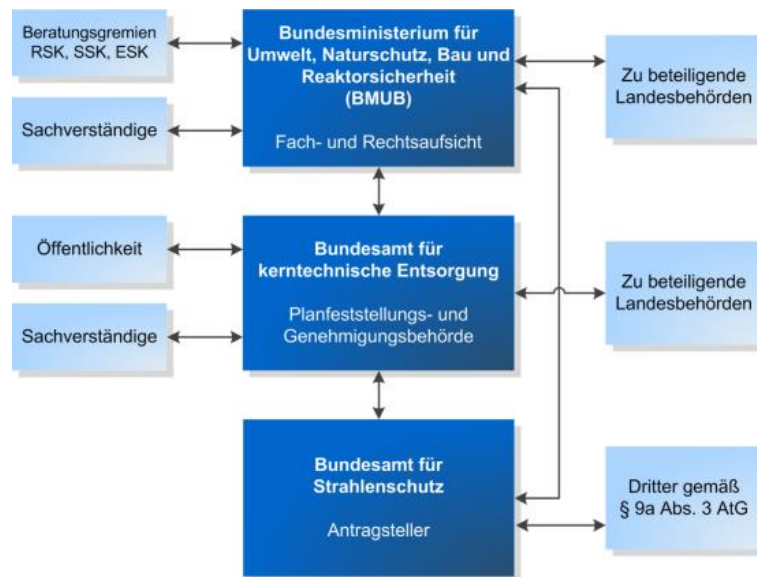 Beratungsgremien
RSK, SSK, ESK
Sachverständige
Bundesministerium für
Umwelt, Naturschutz, Bau und
Reaktorsicherheit
(BMUB)
Fach- und Rechtsaufsicht
Zu beteiligende
Landesbehörden
Öffentlichkeit
Sachverständige
Bundesamt für
kerntechnische Entsorgung
Planfeststellungs- und
Genehmigungsbehörde
Zu beteiligende
Landesbehörden
Bundesamt für
Strahlenschutz
Antragsteller
Dritter gemäß
§ 9a Abs. 3 AtG